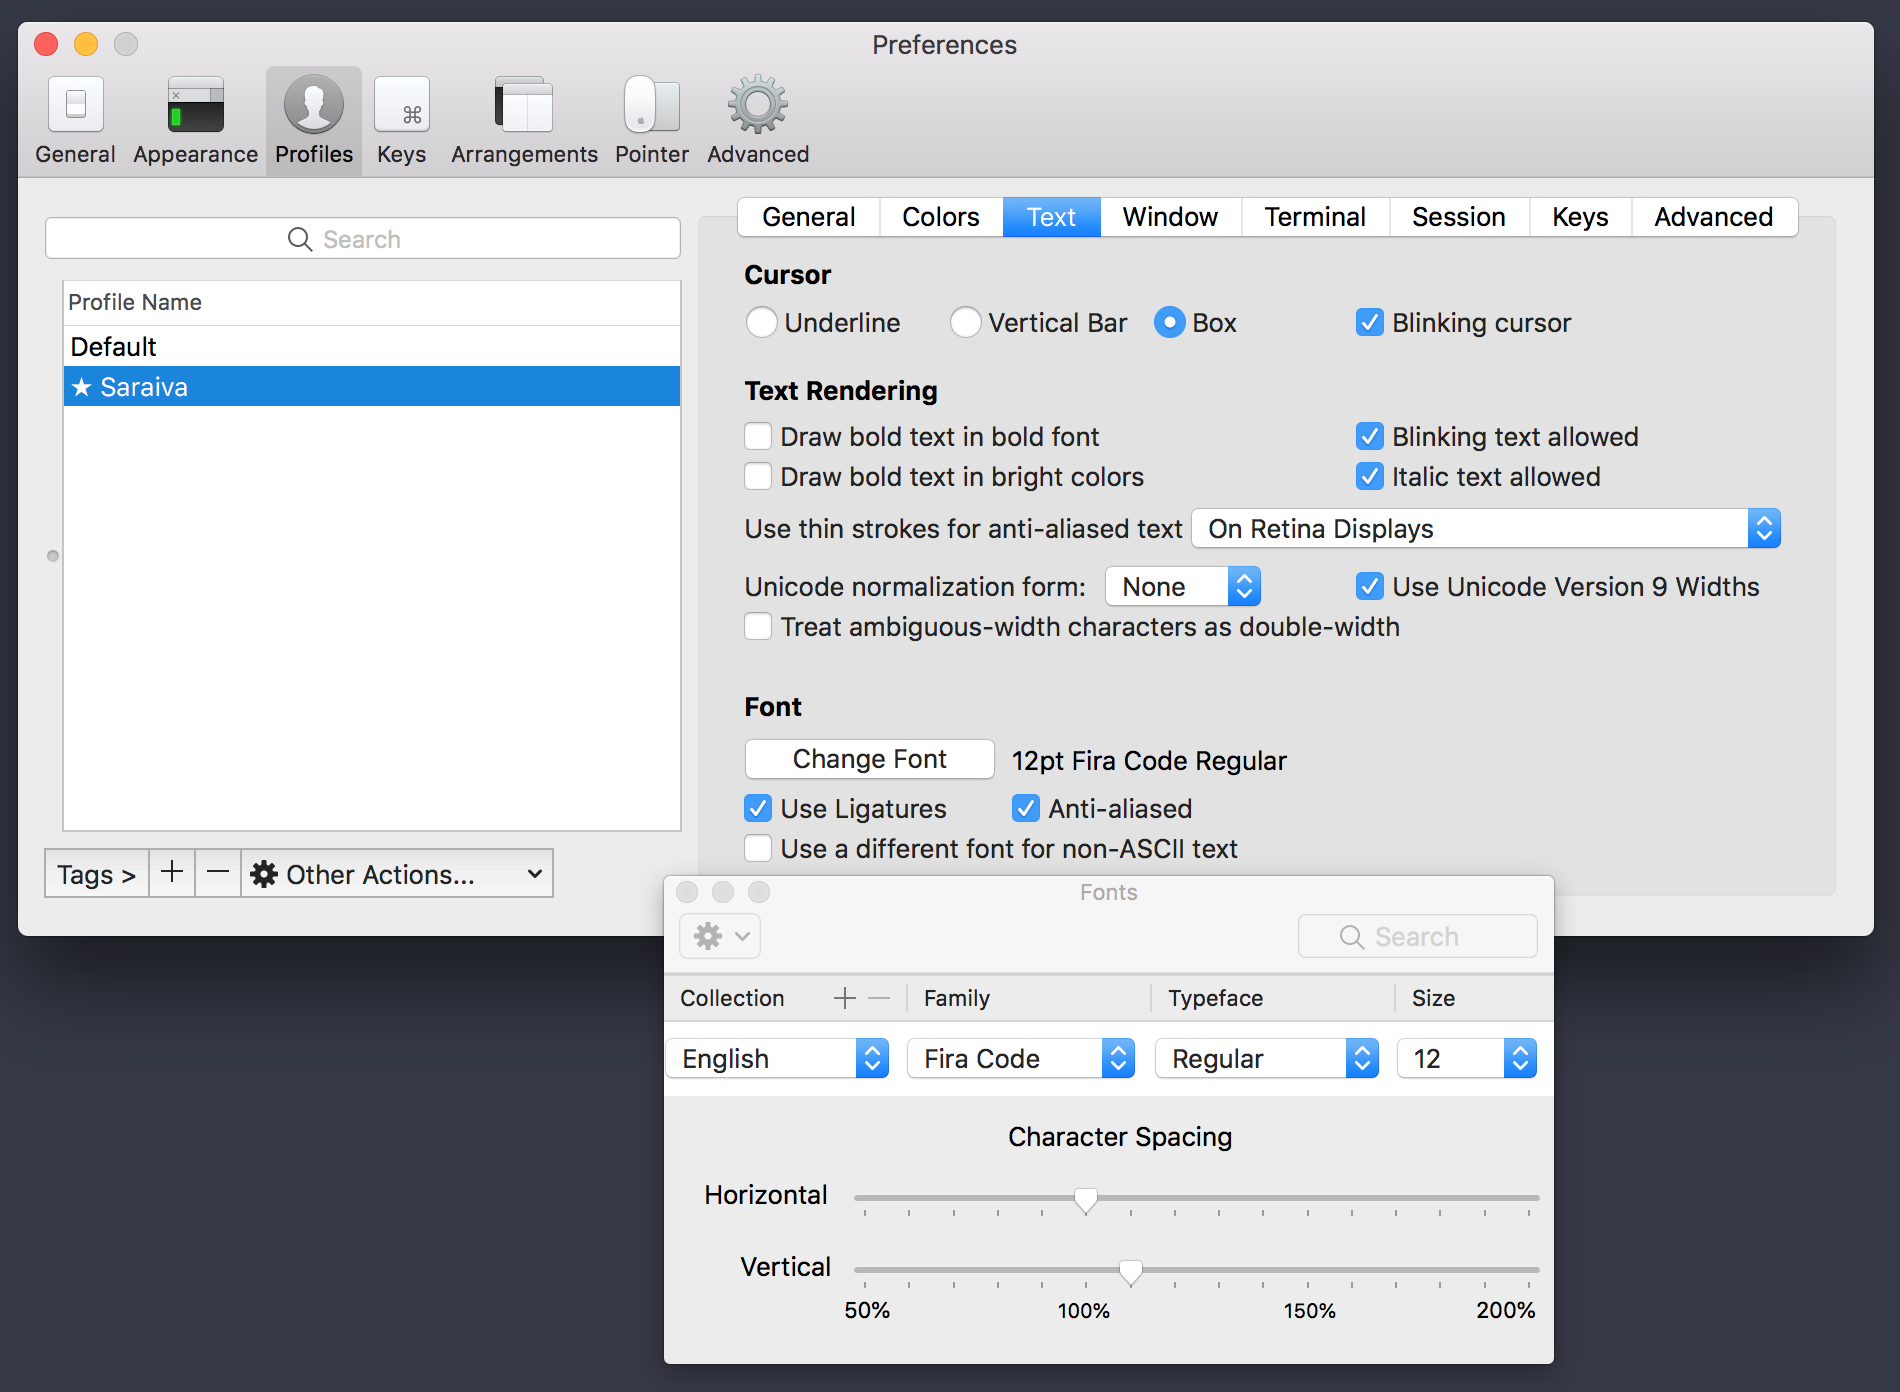 Preferences
General Appearance Profiles Keys Arrangements Pointer Advanced
Search
Profile Name
Default
★ Saraiva
Tags > + − Other Actions...
General Colors Text Window Terminal Session Keys Advanced
Cursor
Underline Vertical Bar Box Blinking cursor
Text Rendering
Draw bold text in bold font Blinking text allowed
Draw bold text in bright colors Italic text allowed
Use thin strokes for anti-aliased text On Retina Displays
Unicode normalization form: None Use Unicode Version 9 Widths
Treat ambiguous-width characters as double-width
Font
Change Font 12pt Fira Code Regular
Use Ligatures Anti-aliased
Use a different font for non-ASCII text
Fonts
Search
Collection + − Family Typeface Size
English Fira Code Regular 12
Character Spacing
Horizontal
Vertical
50% 100% 150% 200%